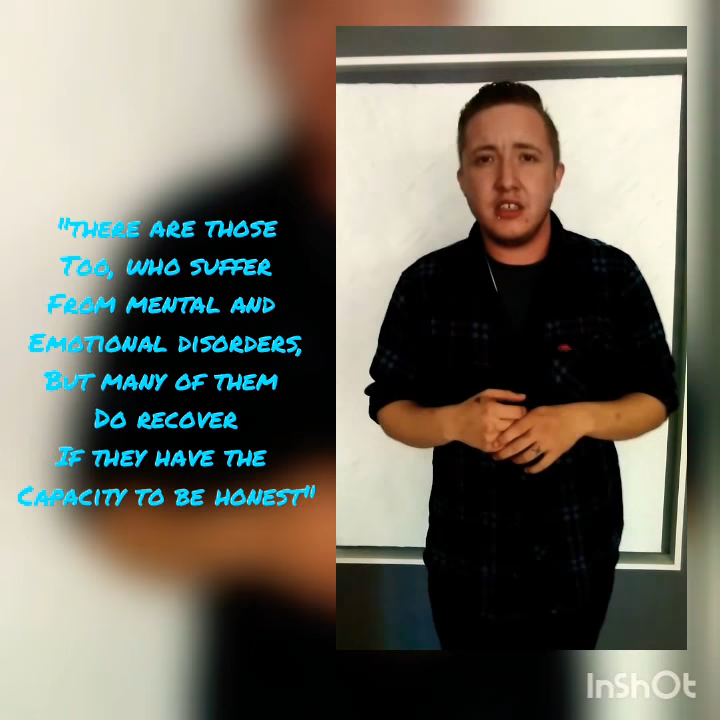 "THERE ARE THOSE
TOO, WHO SUFFER
FROM MENTAL AND
EMOTIONAL DISORDERS,
BUT MANY OF THEM
DO RECOVER
IF THEY HAVE THE
CAPACITY TO BE HONEST"
InShOt